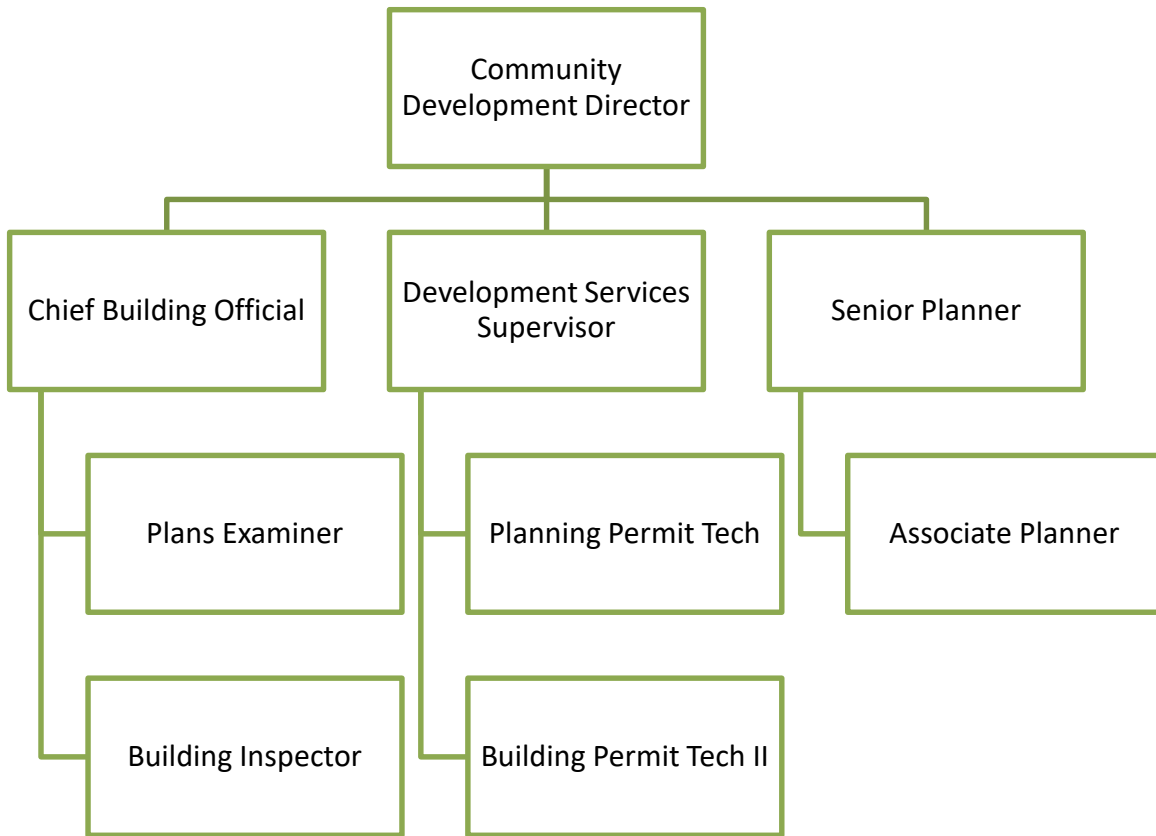 Community
Development Director
Chief Building Official
Development Services
Supervisor
Senior Planner
Plans Examiner
Planning Permit Tech
Associate Planner
Building Inspector
Building Permit Tech II